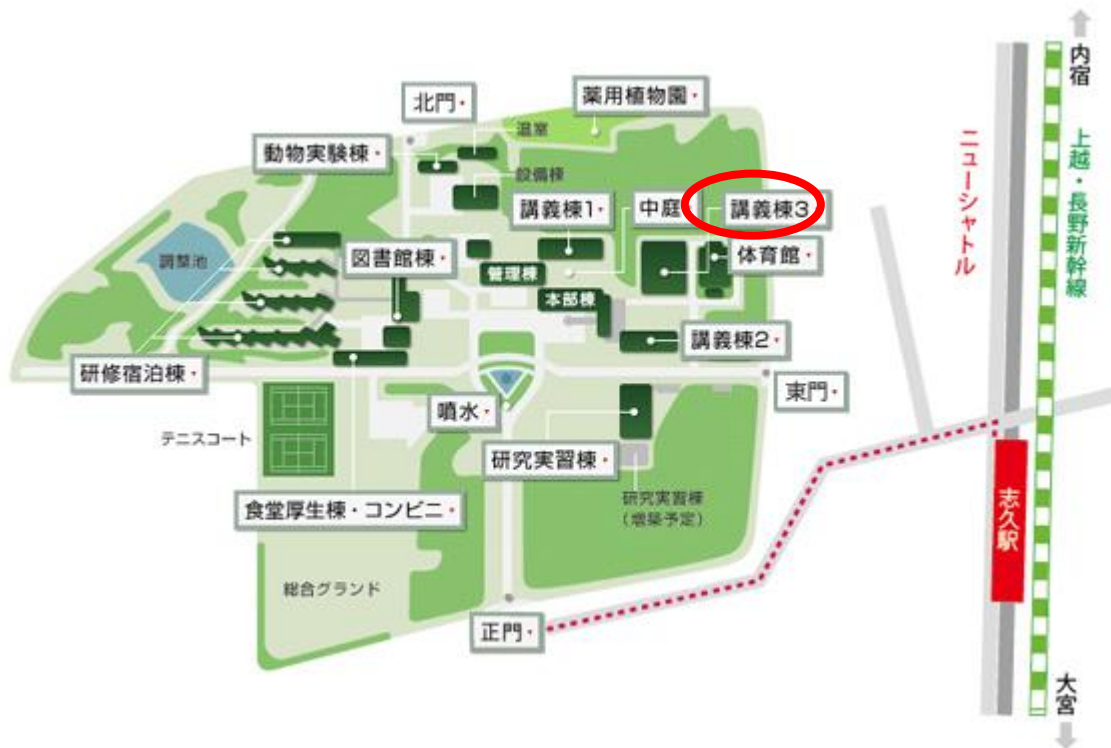 内宿
北門
薬用植物園
温室
動物実験棟
設備棟
講義棟1
中庭
講義棟3
ニューシャトル
上越・長野新幹線
調整池
図書館棟
管理棟
体育館
本部棟
講義棟2
研修宿泊棟
東門
噴水
テニスコート
研究実習棟
食堂厚生棟・コンビニ
研究実習棟
(増築予定)
志久駅
総合グランド
正門
大宮